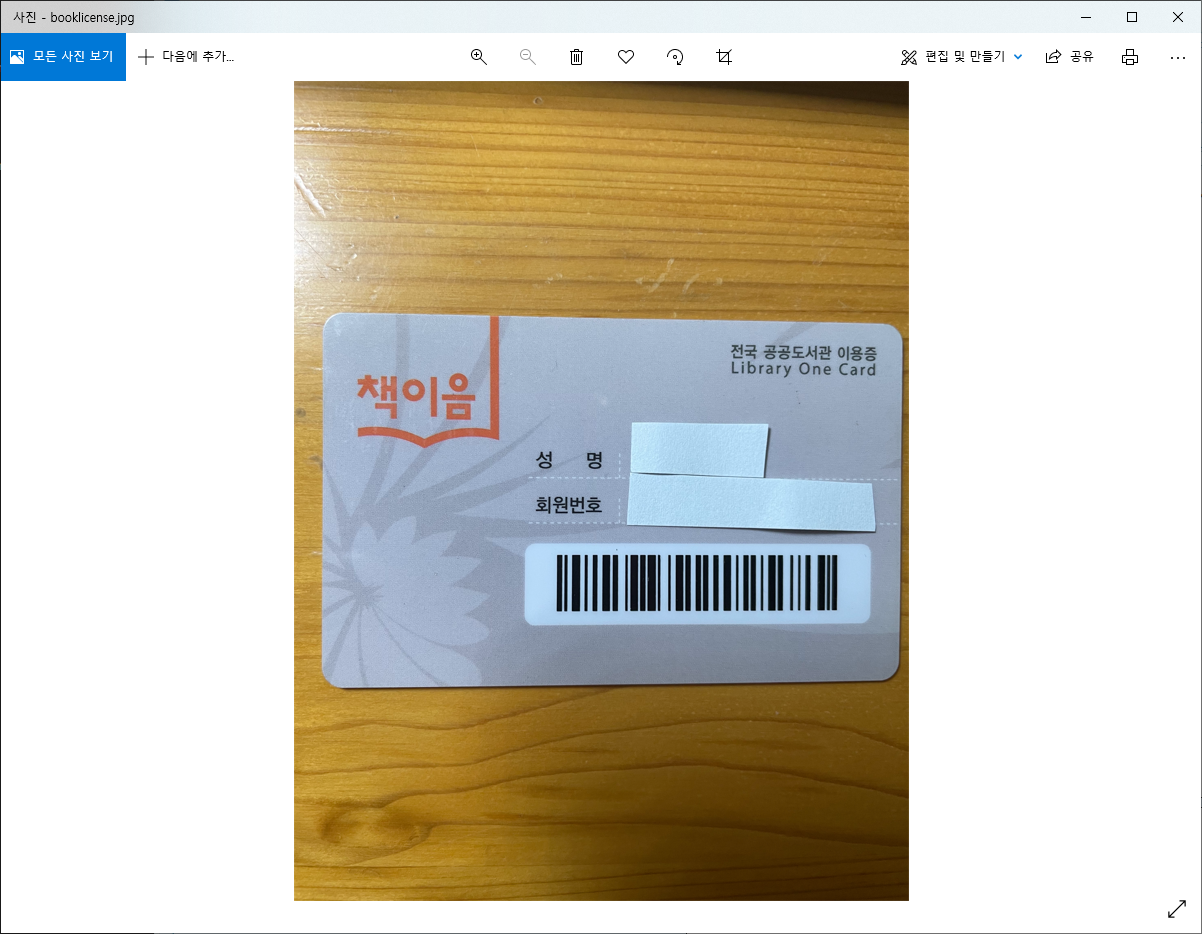 사진 - booklicense.jpg
모든 사진 보기
다음에 추가...
편집 및 만들기
공유
전국 공공도서관 이용증
Library One Card
책이음
성 명
회원번호